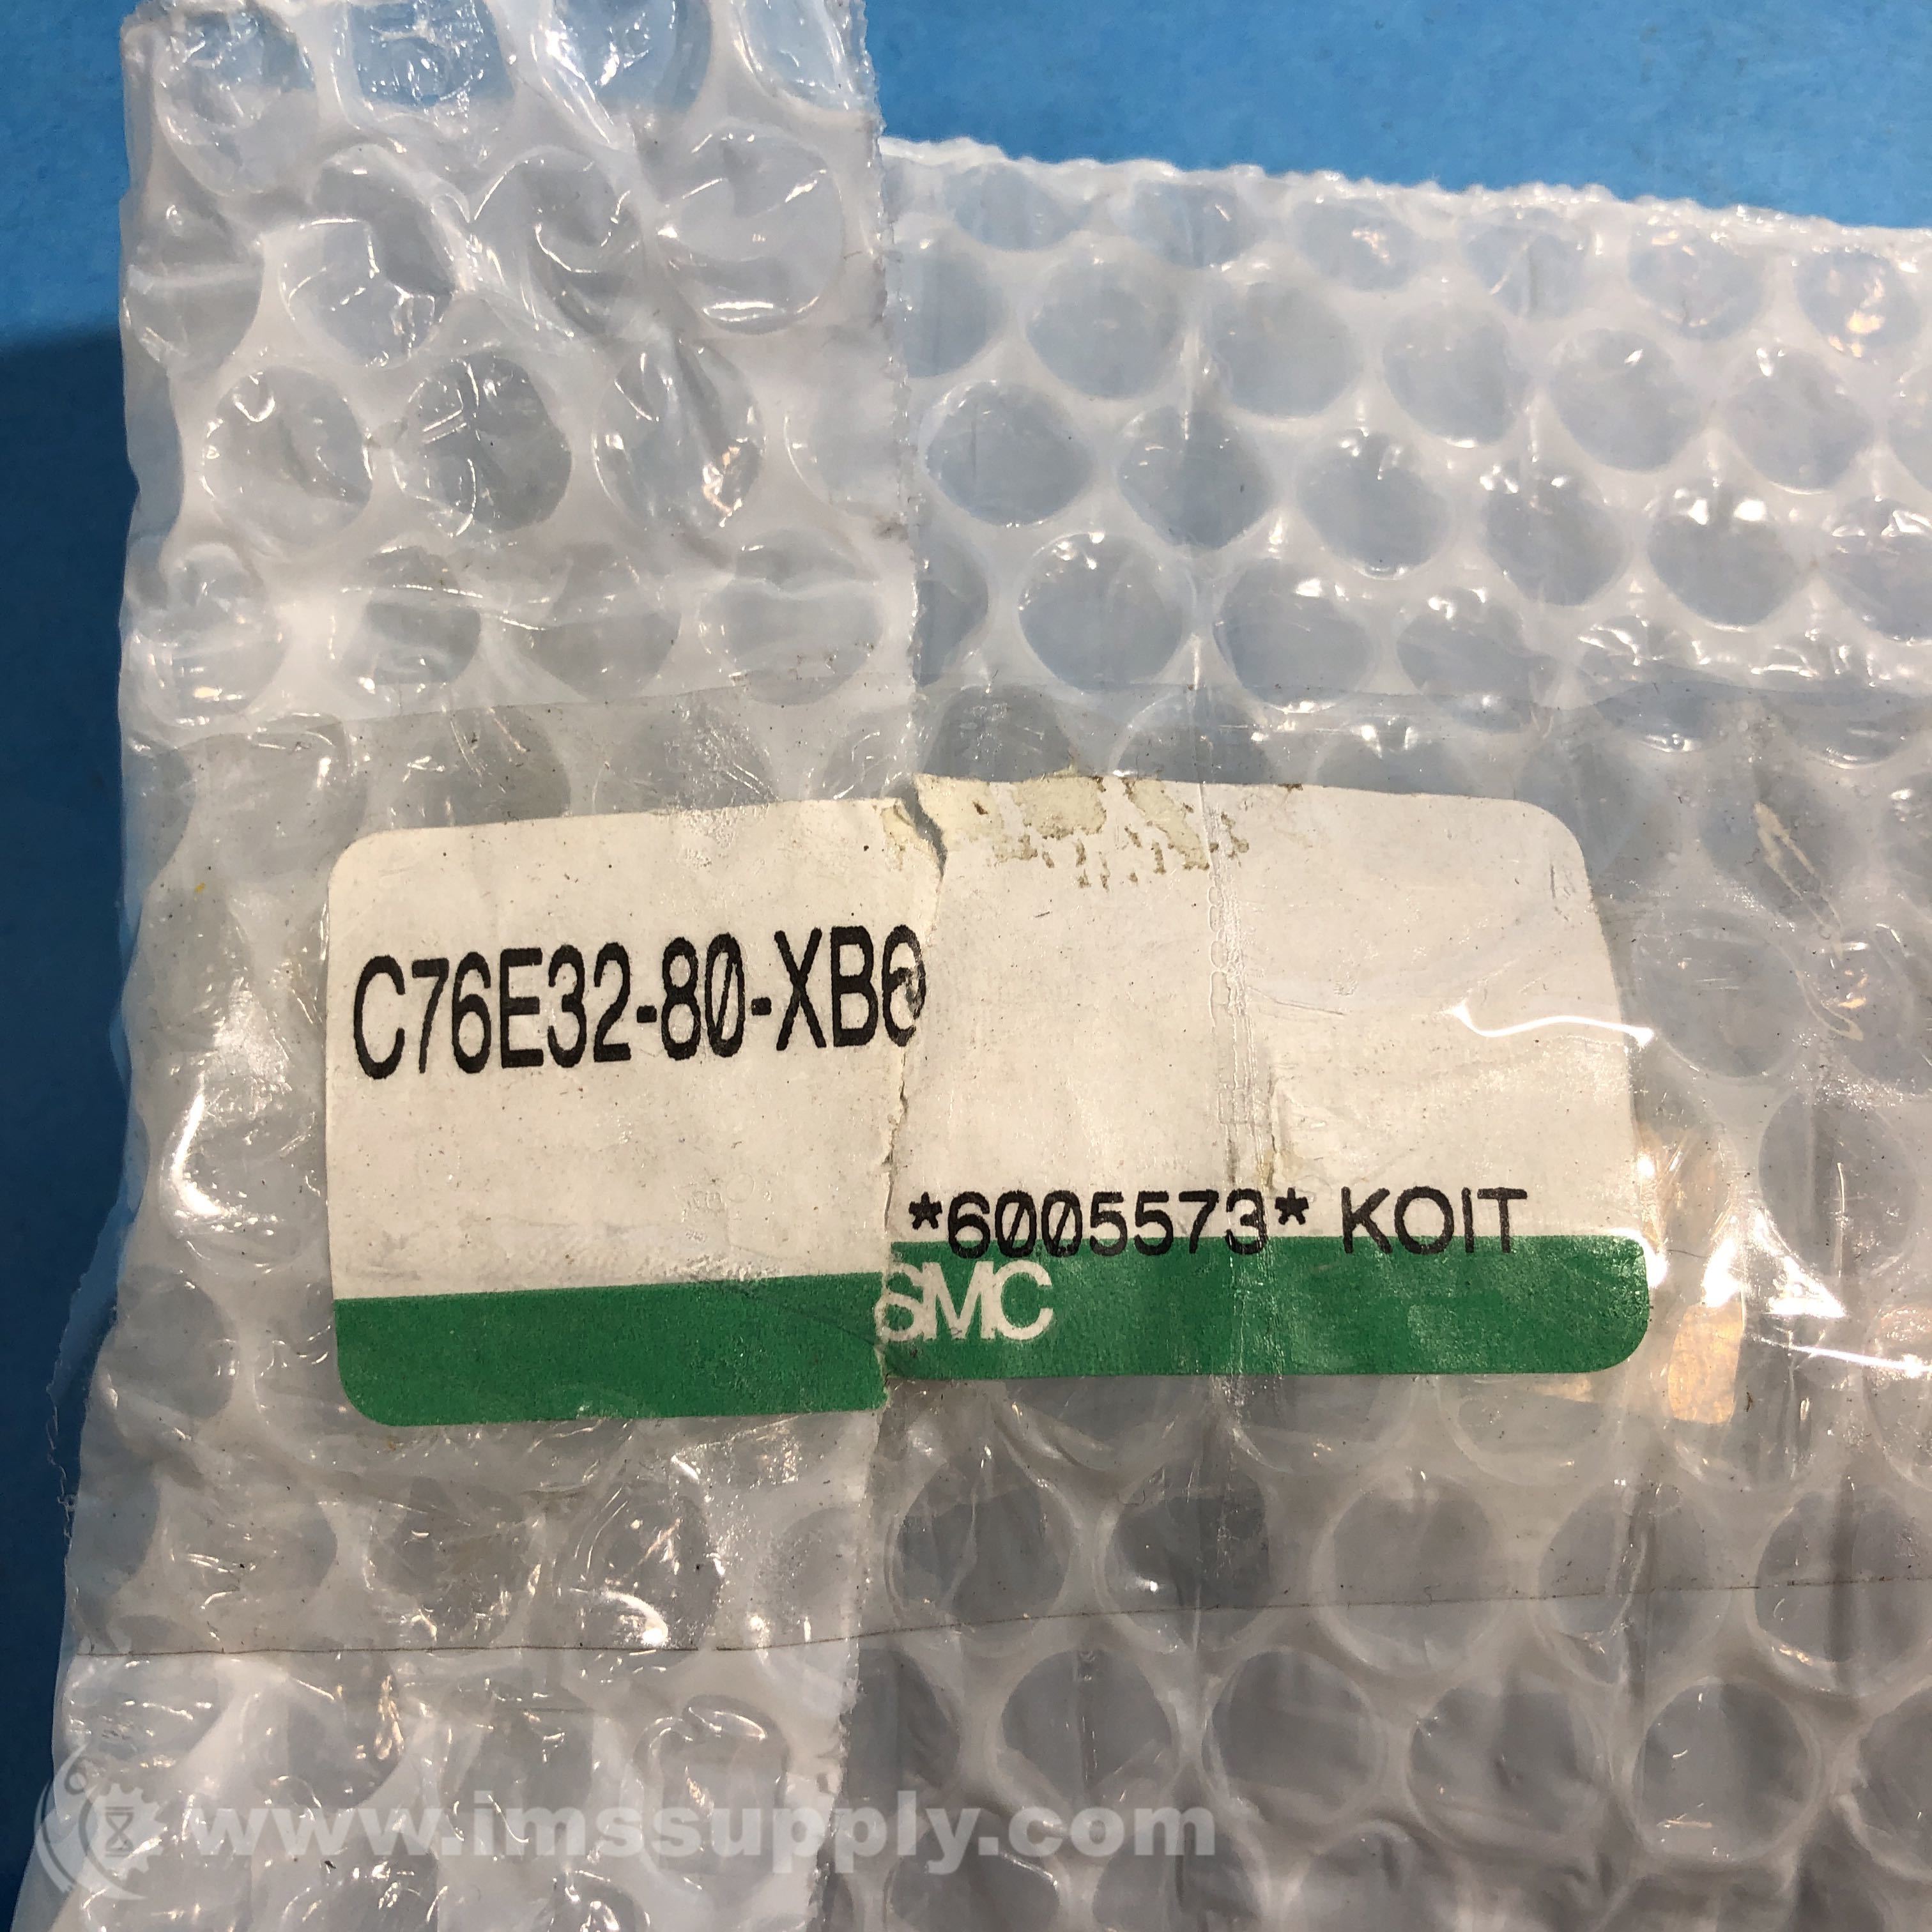 C76E32-80-XB6
*6005573* KOIT
SMC
www.imssupply.com